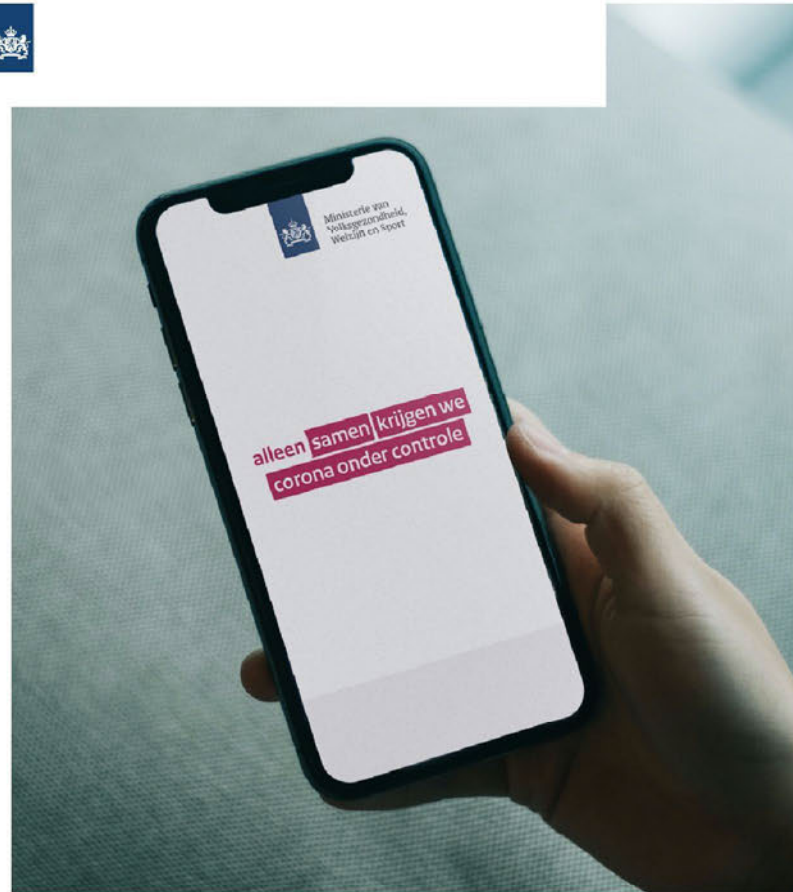 Ministerie van
Volksgezondheid,
Welzijn en Sport
alleen samen krijgen we
corona onder controle